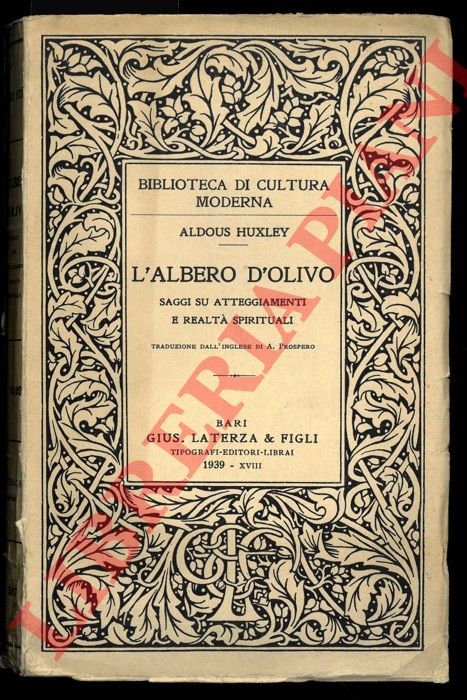 BIBLIOTECA DI CULTURA
MODERNA
ALDOUS HUXLEY
L'ALBERO D'OLIVO
SAGGI SU ATTEGGIAMENTI
E REALTÀ SPIRITUALI
TRADUZIONE DALL'INGLESE DI A. PROSPERO
BARI
GIUS. LATERZA & FIGLI
TIPOGRAFI-EDITORI-LIBRAI
1939 - XVIII
LIBRERIA PIANI